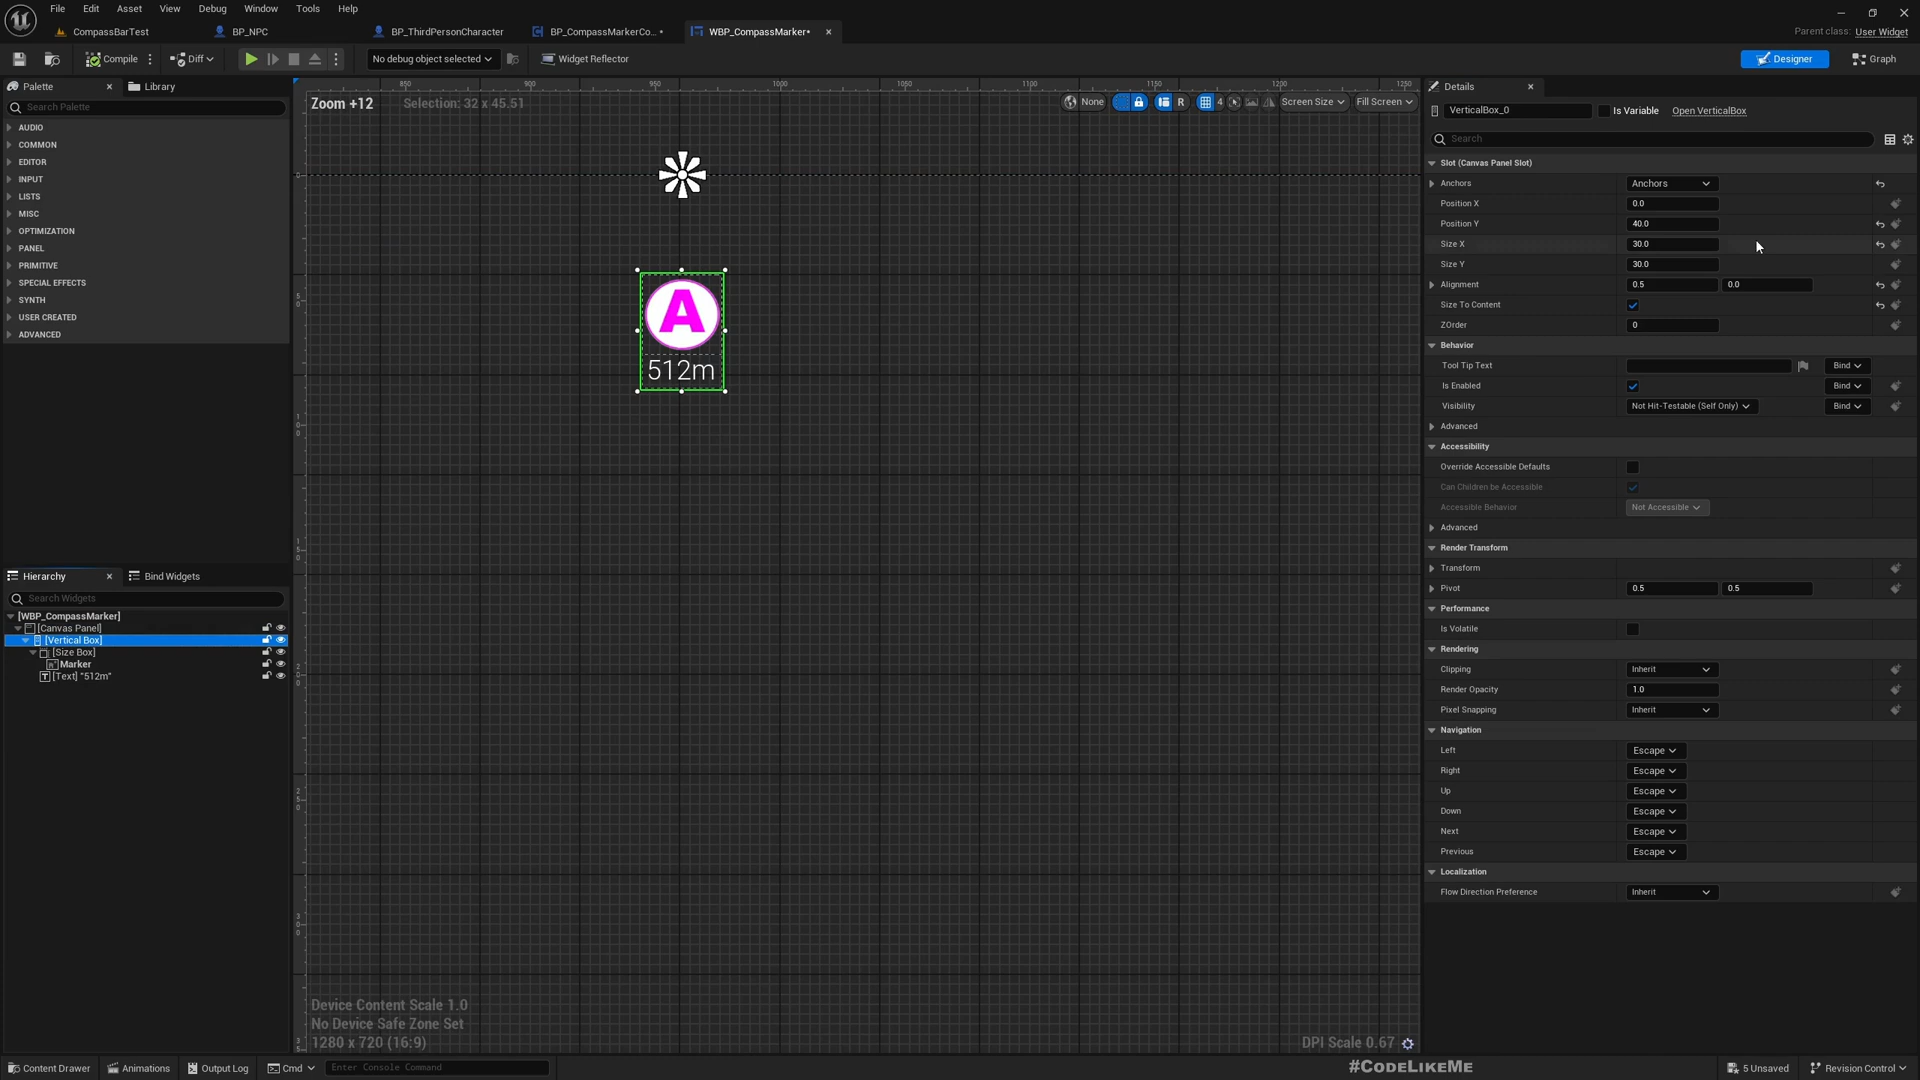 File Edit Asset View Debug Window Tools Help
CompassBarTest BP_NPC BP_ThirdPersonCharacter BP_CompassMarkerCo...• WBP_CompassMarker•
Parent class: User Widget
Compile Diff No debug object selected Widget Reflector Designer Graph
Palette Library
Search Palette
AUDIO
COMMON
EDITOR
INPUT
LISTS
MISC
OPTIMIZATION
PANEL
PRIMITIVE
SPECIAL EFFECTS
SYNTH
USER CREATED
ADVANCED
Hierarchy Bind Widgets
Search Widgets
[WBP_CompassMarker]
[Canvas Panel]
[Vertical Box]
[Size Box]
Marker
[Text] "512m"
850 900 950 1000 1050 1100 1150 1200 1250
Zoom +12 Selection: 32 x 45.51
None R 4 Screen Size Fill Screen
A
512m
Device Content Scale 1.0
No Device Safe Zone Set
1280 x 720 (16:9)
DPI Scale 0.67
Details
VerticalBox_0 Is Variable Open VerticalBox
Search
Slot (Canvas Panel Slot)
Anchors Anchors
Position X 0.0
Position Y 40.0
Size X 30.0
Size Y 30.0
Alignment 0.5 0.0
Size To Content
ZOrder 0
Behavior
Tool Tip Text Bind
Is Enabled Bind
Visibility Not Hit-Testable (Self Only) Bind
Advanced
Accessibility
Override Accessible Defaults
Can Children be Accessible
Accessible Behavior Not Accessible
Advanced
Render Transform
Transform
Pivot 0.5 0.5
Performance
Is Volatile
Rendering
Clipping Inherit
Render Opacity 1.0
Pixel Snapping Inherit
Navigation
Left Escape
Right Escape
Up Escape
Down Escape
Next Escape
Previous Escape
Localization
Flow Direction Preference Inherit
Content Drawer Animations Output Log Cmd Enter Console Command
#CodeLikeMe
5 Unsaved Revision Control